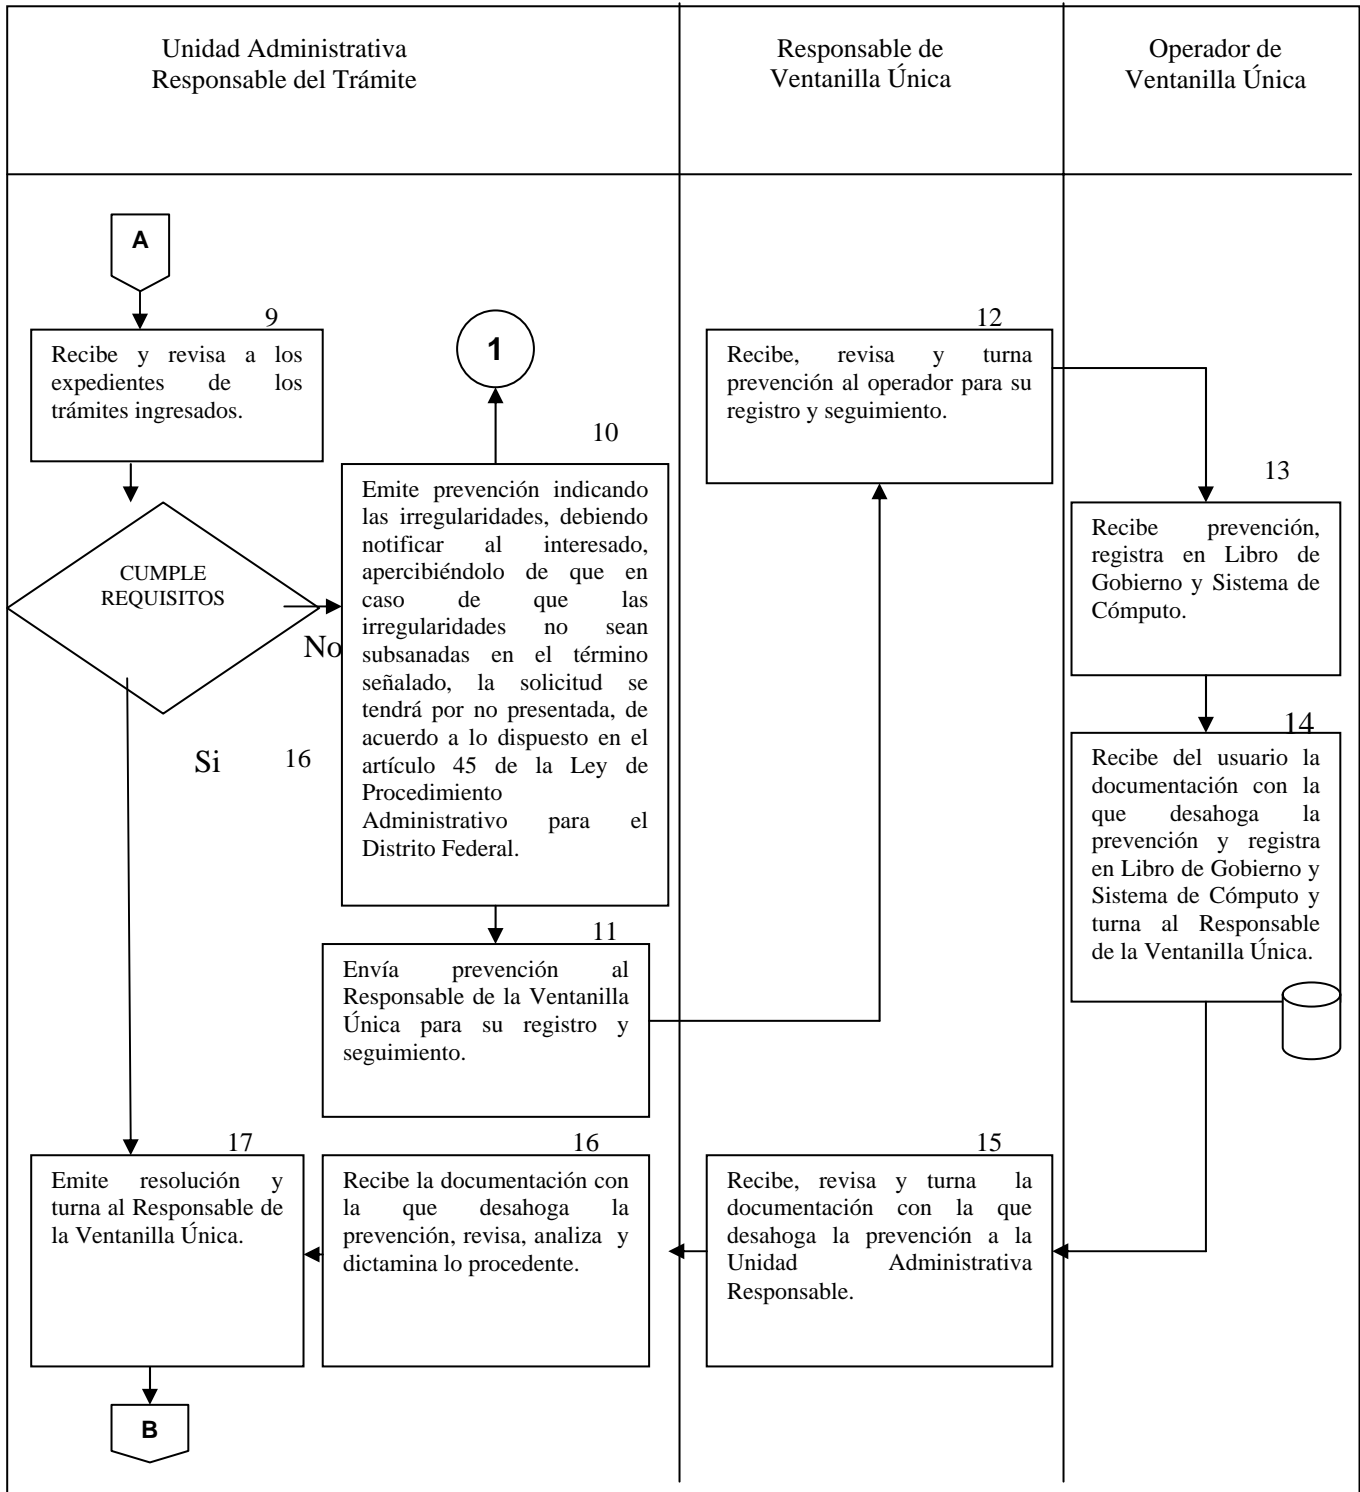 Unidad Administrativa
Responsable del Trámite
Responsable de
Ventanilla Única
Operador de
Ventanilla Única
A
9
Recibe y revisa a los
expedientes de los
trámites ingresados.
CUMPLE
REQUISITOS
No
Si
16
1
10
Emite prevención indicando
las irregularidades, debiendo
notificar al interesado,
apercibiéndolo de que en
caso de que las
irregularidades no sean
subsanadas en el término
señalado, la solicitud se
tendrá por no presentada, de
acuerdo a lo dispuesto en el
artículo 45 de la Ley de
Procedimiento
Administrativo para el
Distrito Federal.
11
Envía prevención al
Responsable de la Ventanilla
Única para su registro y
seguimiento.
12
Recibe, revisa y turna
prevención al operador para su
registro y seguimiento.
13
Recibe prevención,
registra en Libro de
Gobierno y Sistema de
Cómputo.
14
Recibe del usuario la
documentación con la
que desahoga la
prevención y registra
en Libro de Gobierno y
Sistema de Cómputo y
turna al Responsable
de la Ventanilla Única.
15
Recibe, revisa y turna la
documentación con la que
desahoga la prevención a la
Unidad Administrativa
Responsable.
16
Recibe la documentación con
la que desahoga la
prevención, revisa, analiza y
dictamina lo procedente.
17
Emite resolución y
turna al Responsable de
la Ventanilla Única.
B